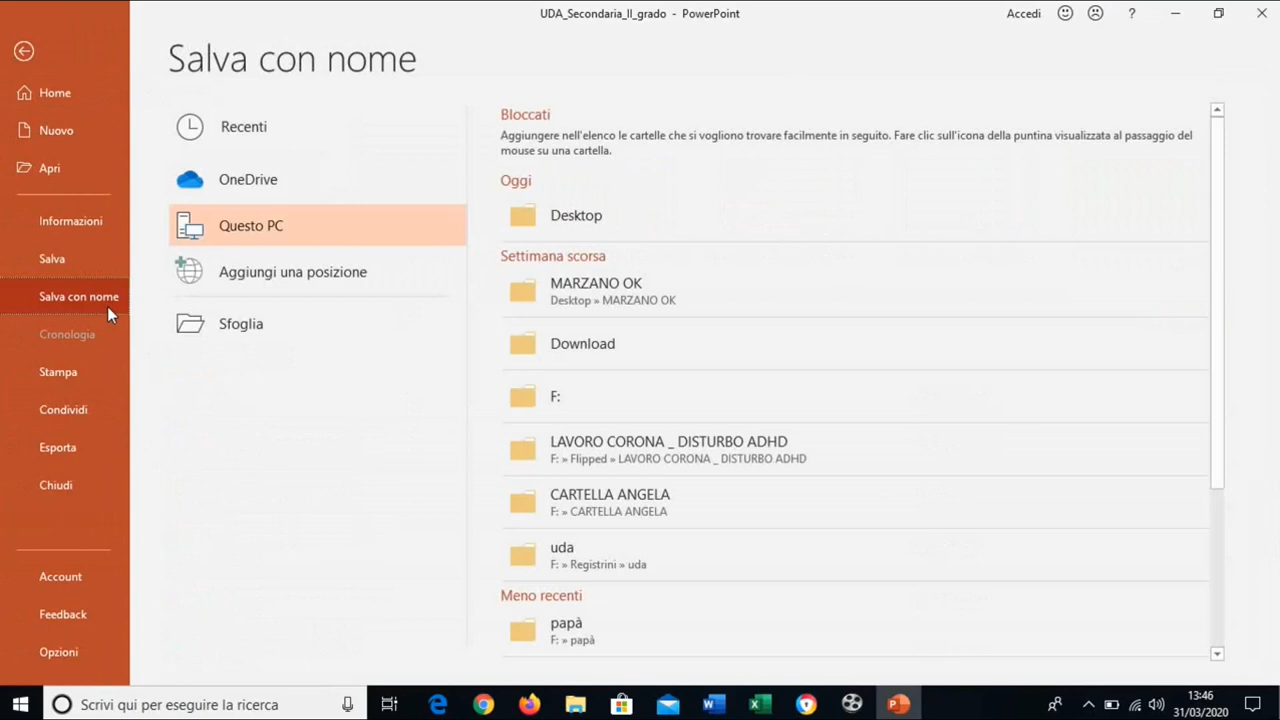 UDA_Secondaria_II_grado - PowerPoint
Accedi
?
Salva con nome
Home
Nuovo
Apri
Informazioni
Salva
Salva con nome
Cronologia
Stampa
Condividi
Esporta
Chiudi
Account
Feedback
Opzioni
Recenti
OneDrive
Questo PC
Aggiungi una posizione
Sfoglia
Bloccati
Aggiungere nell'elenco le cartelle che si vogliono trovare facilmente in seguito. Fare clic sull'icona della puntina visualizzata al passaggio del
mouse su una cartella.
Oggi
Desktop
Settimana scorsa
MARZANO OK
Desktop » MARZANO OK
Download
F:
LAVORO CORONA _ DISTURBO ADHD
F: » Flipped » LAVORO CORONA _ DISTURBO ADHD
CARTELLA ANGELA
F: » CARTELLA ANGELA
uda
F: » Registrini » uda
Meno recenti
papà
F: » papà
Scrivi qui per eseguire la ricerca
13:46
31/03/2020